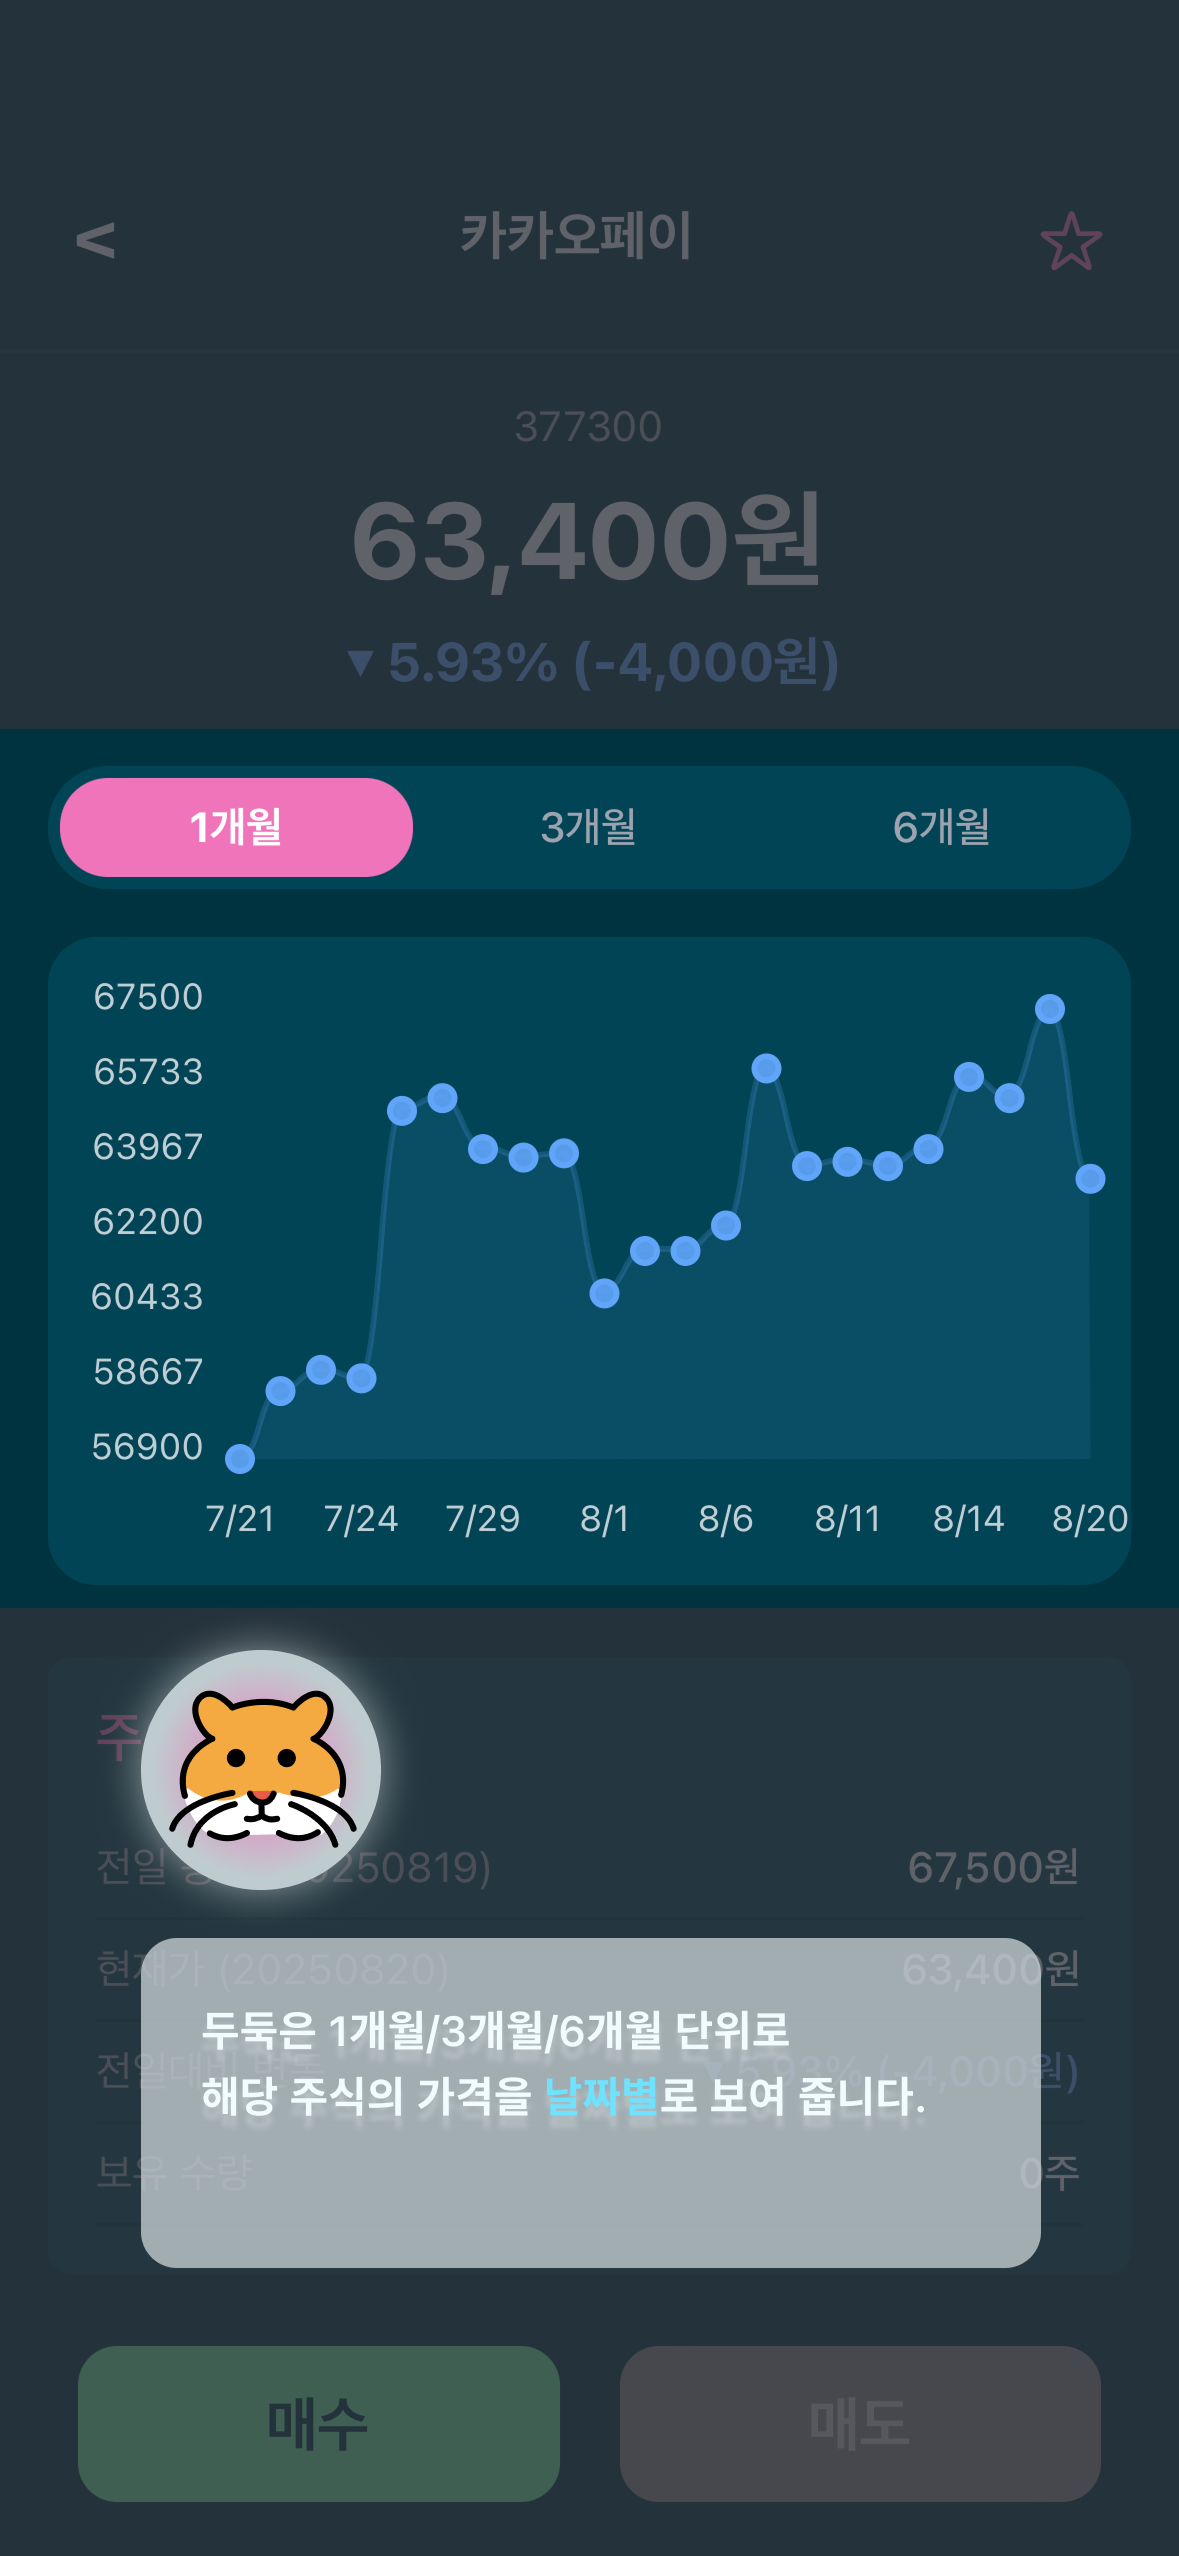 <
카카오페이
377300
63,400원
▼ 5.93% (-4,000원)
1개월 3개월 6개월
67500
65733
63967
62200
60433
58667
56900
7/21 7/24 7/29 8/1 8/6 8/11 8/14 8/20
주
전일 250819) 67,500원
현재가 (20250820) 63,400원
전일대비 4,000원)
보유 수량 0주
두둑은 1개월/3개월/6개월 단위로
해당 주식의 가격을 날짜별로 보여 줍니다.
매수 매도